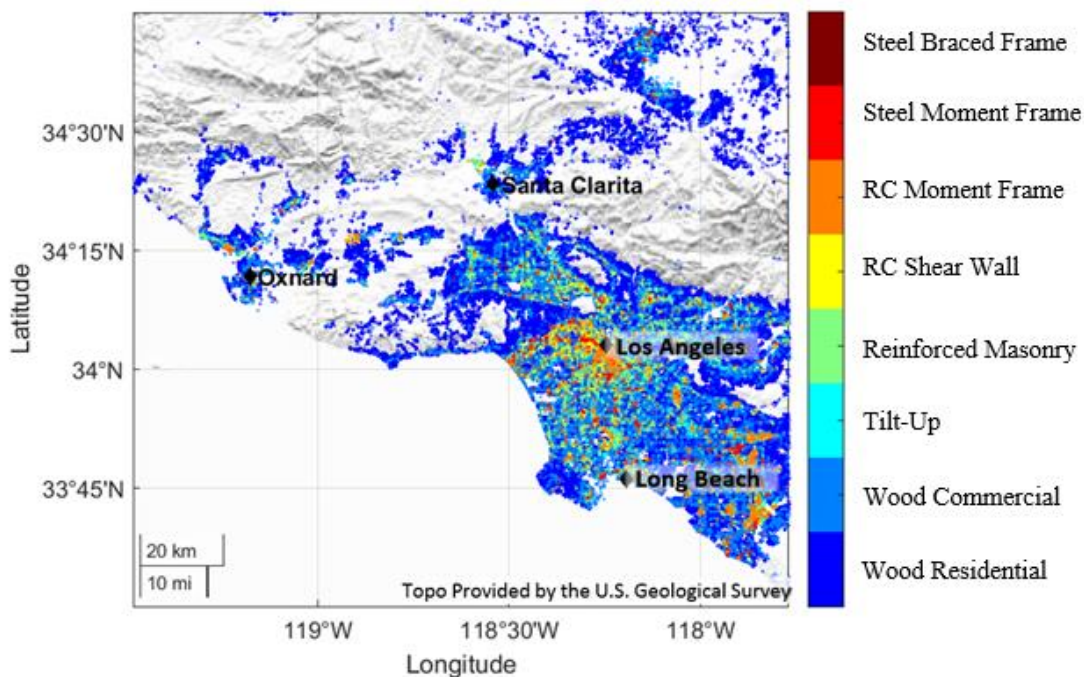 Steel Braced Frame
Steel Moment Frame
RC Moment Frame
RC Shear Wall
Reinforced Masonry
Tilt-Up
Wood Commercial
Wood Residential
34°30'N
34°15'N
34°N
33°45'N
Latitude
Santa Clarita
Oxnard
Los Angeles
Long Beach
20 km
10 mi
Topo Provided by the U.S. Geological Survey
119°W
118°30'W
118°W
Longitude